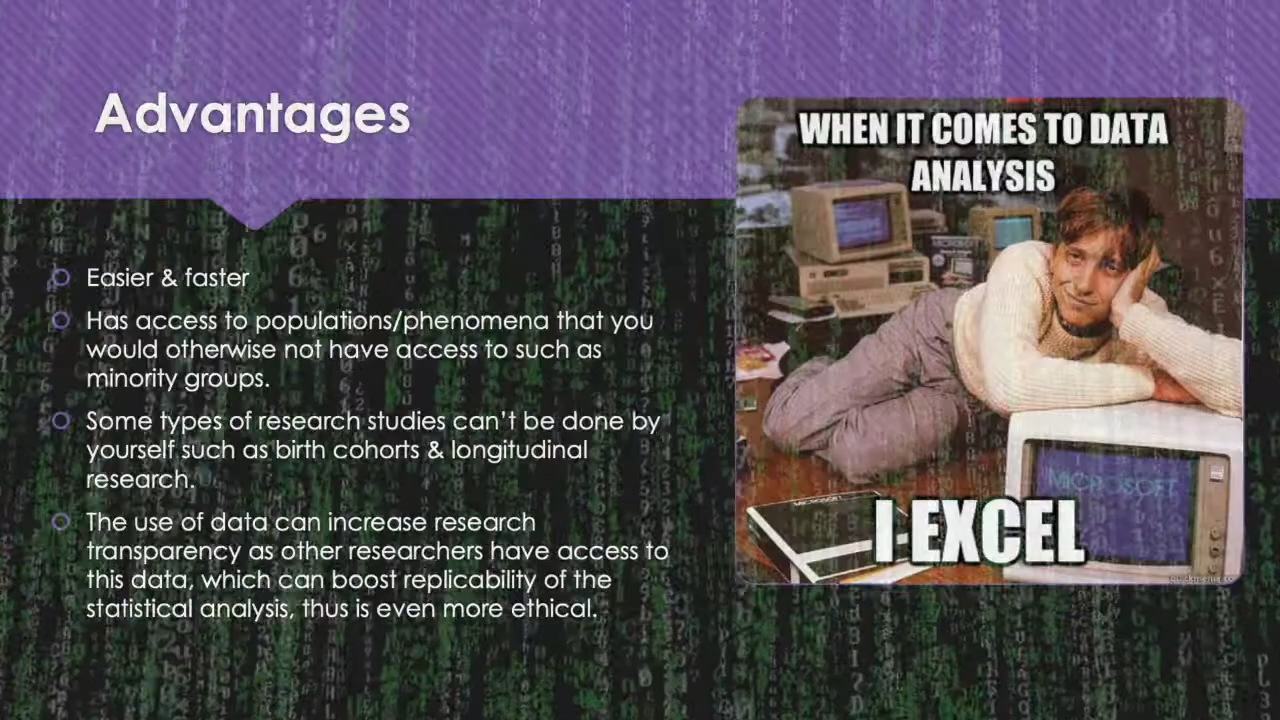 Advantages
Easier & faster
Has access to populations/phenomena that you
would otherwise not have access to such as
minority groups.
Some types of research studies can’t be done by
yourself such as birth cohorts & longitudinal
research.
The use of data can increase research
transparency as other researchers have access to
this data, which can boost replicability of the
statistical analysis, thus is even more ethical.
WHEN IT COMES TO DATA
ANALYSIS
MICROSOFT
MICROSOFT
MICROSOFT
I EXCEL